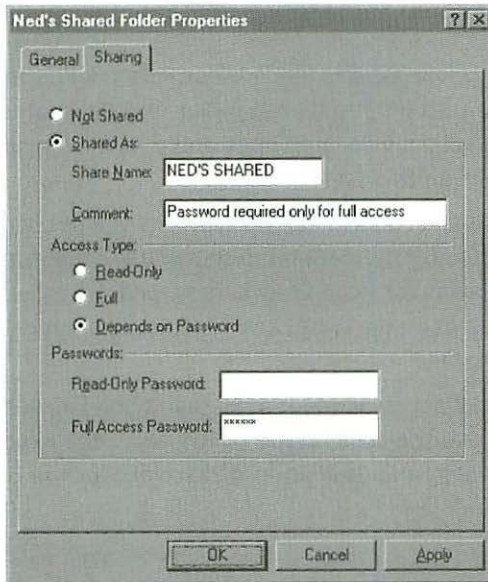 Ned's Shared Folder Properties ? ×
General Sharing
Not Shared
Shared As:
Share Name: NED'S SHARED
Comment: Password required only for full access
Access Type:
Read-Only
Full
Depends on Password
Passwords:
Read-Only Password:
Full Access Password: ××××××
OK Cancel Apply